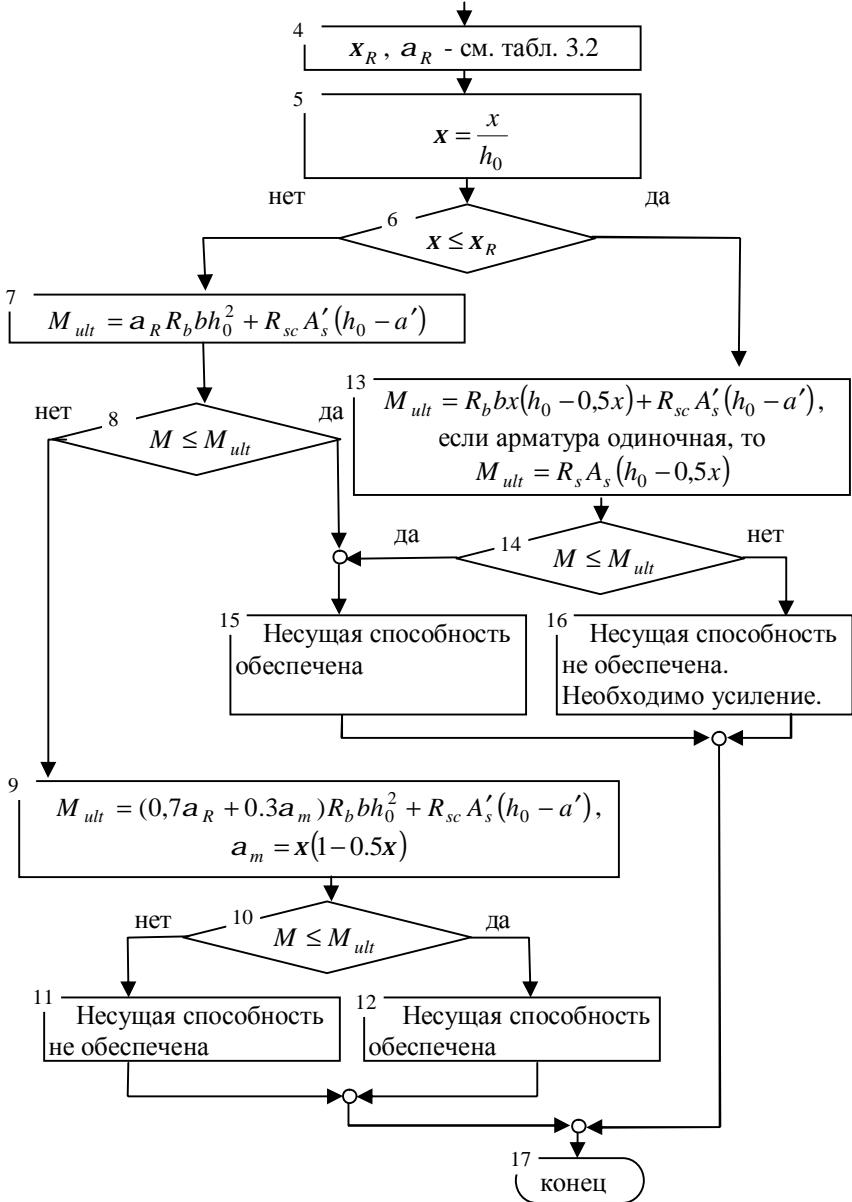 4
x_R , a_R - см. табл. 3.2
5
x = x / h_0
нет
да
6
x ≤ x_R
7
M_ult = a_R R_b b h_0^2 + R_sc A_s′ (h_0 − a′)
13
M_ult = R_b b x (h_0 − 0,5x) + R_sc A_s′ (h_0 − a′),
если арматура одиночная, то
M_ult = R_s A_s (h_0 − 0,5x)
нет
8
да
M ≤ M_ult
да
14
нет
M ≤ M_ult
15
Несущая способность
обеспечена
16
Несущая способность
не обеспечена.
Необходимо усиление.
9
M_ult = (0,7a_R + 0.3a_m) R_b b h_0^2 + R_sc A_s′ (h_0 − a′),
a_m = x(1 − 0.5x)
нет
10
да
M ≤ M_ult
11
Несущая способность
не обеспечена
12
Несущая способность
обеспечена
17
конец